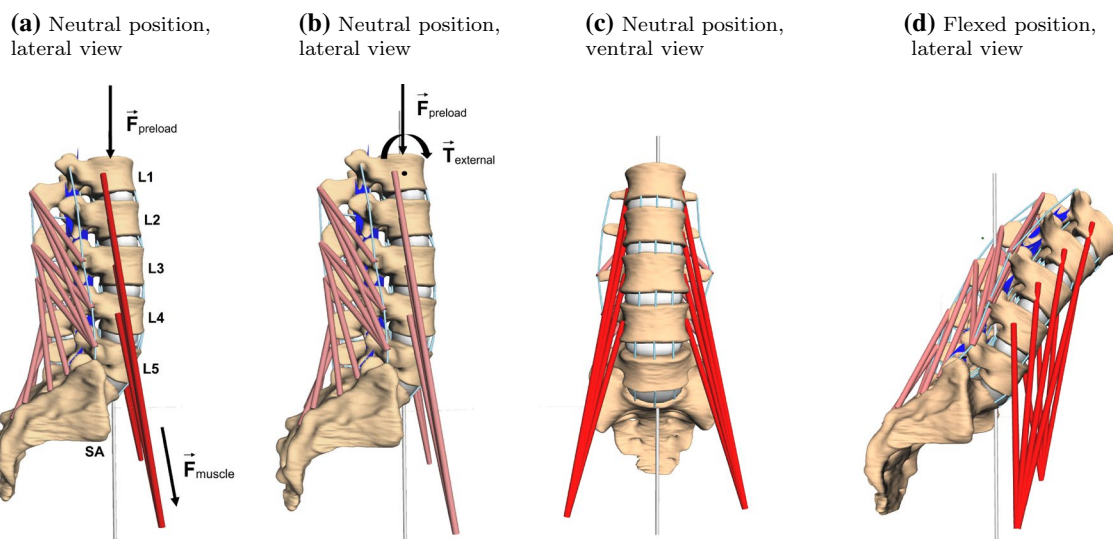 (a) Neutral position,
lateral view
(b) Neutral position,
lateral view
(c) Neutral position,
ventral view
(d) Flexed position,
lateral view
F preload
L1
L2
L3
L4
L5
SA
F muscle
F preload
T external